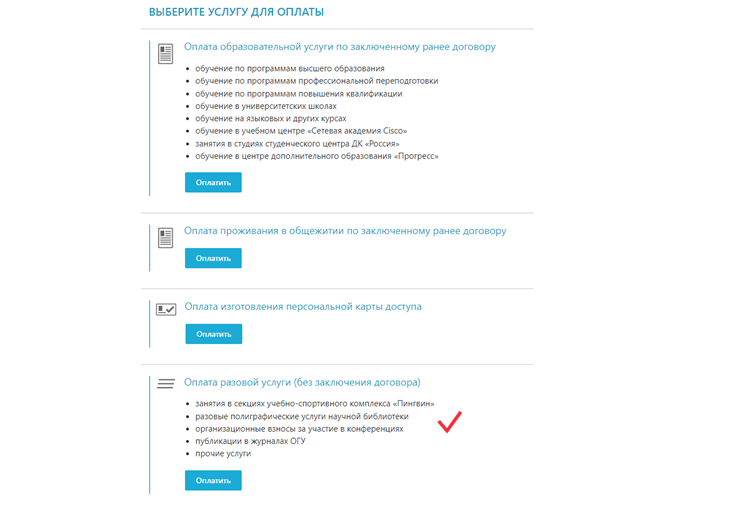 ВЫБЕРИТЕ УСЛУГУ ДЛЯ ОПЛАТЫ
Оплата образовательной услуги по заключенному ранее договору
• обучение по программам высшего образования
• обучение по программам профессиональной переподготовки
• обучение по программам повышения квалификации
• обучение в университетских школах
• обучение на языковых и других курсах
• обучение в учебном центре «Сетевая академия Cisco»
• занятия в студиях студенческого центра ДК «Россия»
• обучение в центре дополнительного образования «Прогресс»
Оплатить
Оплата проживания в общежитии по заключенному ранее договору
Оплатить
Оплата изготовления персональной карты доступа
Оплатить
Оплата разовой услуги (без заключения договора)
• занятия в секциях учебно-спортивного комплекса «Пингвин»
• разовые полиграфические услуги научной библиотеки
• организационные взносы за участие в конференциях
• публикации в журналах ОГУ
• прочие услуги
Оплатить